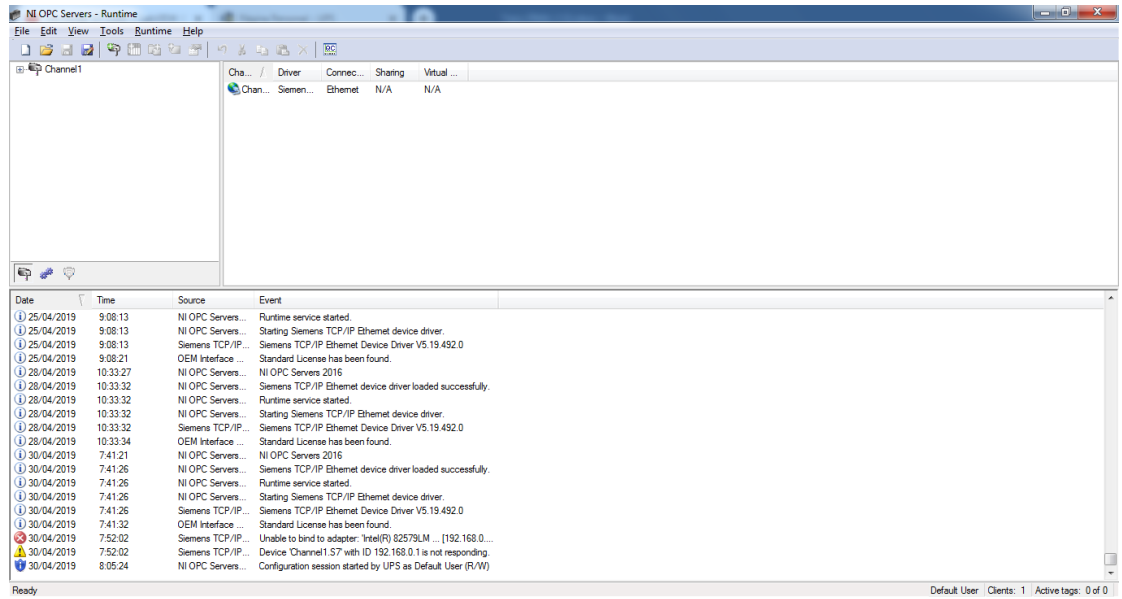 NI OPC Servers - Runtime
File Edit View Tools Runtime Help
Channel1
Cha... / Driver Connec... Sharing Virtual ...
Chan... Siemen... Ethernet N/A N/A
Date Time Source Event
25/04/2019 9:08:13 NI OPC Servers... Runtime service started.
25/04/2019 9:08:13 NI OPC Servers... Starting Siemens TCP/IP Ethernet device driver.
25/04/2019 9:08:13 Siemens TCP/IP... Siemens TCP/IP Ethernet Device Driver V5.19.492.0
25/04/2019 9:08:21 OEM Interface ... Standard License has been found.
28/04/2019 10:33:27 NI OPC Servers... NI OPC Servers 2016
28/04/2019 10:33:32 NI OPC Servers... Siemens TCP/IP Ethernet device driver loaded successfully.
28/04/2019 10:33:32 NI OPC Servers... Runtime service started.
28/04/2019 10:33:32 NI OPC Servers... Starting Siemens TCP/IP Ethernet device driver.
28/04/2019 10:33:32 Siemens TCP/IP... Siemens TCP/IP Ethernet Device Driver V5.19.492.0
28/04/2019 10:33:34 OEM Interface ... Standard License has been found.
30/04/2019 7:41:21 NI OPC Servers... NI OPC Servers 2016
30/04/2019 7:41:26 NI OPC Servers... Siemens TCP/IP Ethernet device driver loaded successfully.
30/04/2019 7:41:26 NI OPC Servers... Runtime service started.
30/04/2019 7:41:26 NI OPC Servers... Starting Siemens TCP/IP Ethernet device driver.
30/04/2019 7:41:26 Siemens TCP/IP... Siemens TCP/IP Ethernet Device Driver V5.19.492.0
30/04/2019 7:41:32 OEM Interface ... Standard License has been found.
30/04/2019 7:52:02 Siemens TCP/IP... Unable to bind to adapter: 'Intel(R) 82579LM ... [192.168.0....
30/04/2019 7:52:02 Siemens TCP/IP... Device 'Channel1.S7' with ID 192.168.0.1 is not responding.
30/04/2019 8:05:24 NI OPC Servers... Configuration session started by UPS as Default User (R/W)
Ready Default User Clients: 1 Active tags: 0 of 0